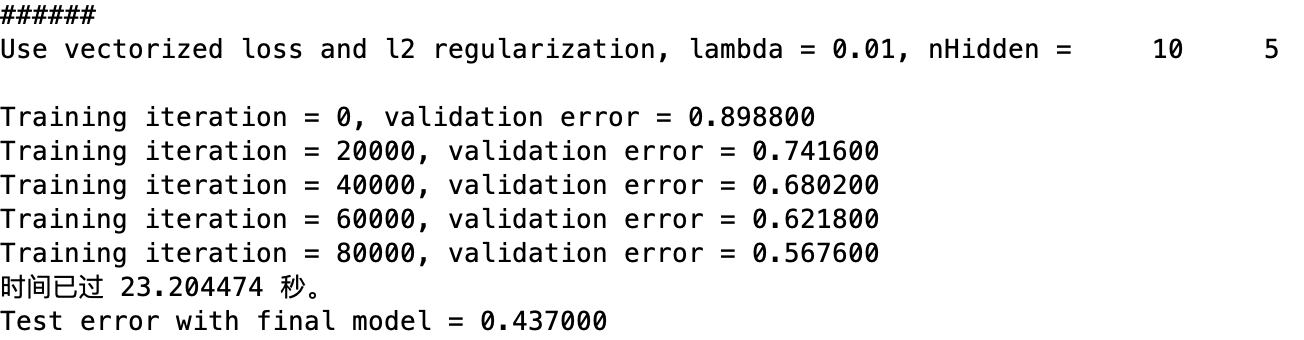 ######
Use vectorized loss and l2 regularization, lambda = 0.01, nHidden =     10     5
Training iteration = 0, validation error = 0.898800
Training iteration = 20000, validation error = 0.741600
Training iteration = 40000, validation error = 0.680200
Training iteration = 60000, validation error = 0.621800
Training iteration = 80000, validation error = 0.567600
时间已过 23.204474 秒。
Test error with final model = 0.437000